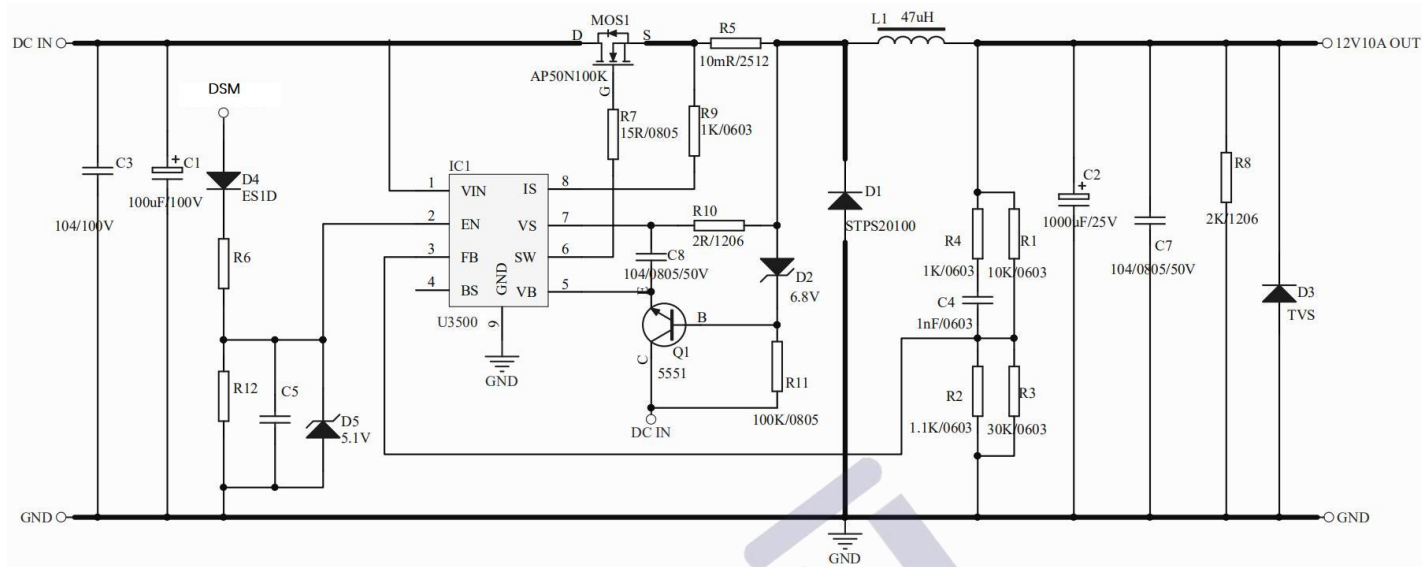 L1 47uH
DC IN
D
MOS1
S
R5
10mR/2512
12V10A OUT
AP50N100K
G
DSM
R7
15R/0805
R9
1K/0603
C3
104/100V
C1
+
100uF/100V
D4
ES1D
IC1
1 VIN IS 8
2 EN VS 7
3 FB SW 6
4 BS VB 5
GND
U3500
9
GND
R10
2R/1206
D1
STPS20100
C8
104/0805/50V
E
D2
6.8V
B
Q1
C
5551
DC IN
R11
100K/0805
R6
R12
C5
D5
5.1V
R4
1K/0603
R1
10K/0603
C4
1nF/0603
R2
1.1K/0603
R3
30K/0603
C2
+
1000uF/25V
C7
104/0805/50V
R8
2K/1206
D3
TVS
GND
GND
GND